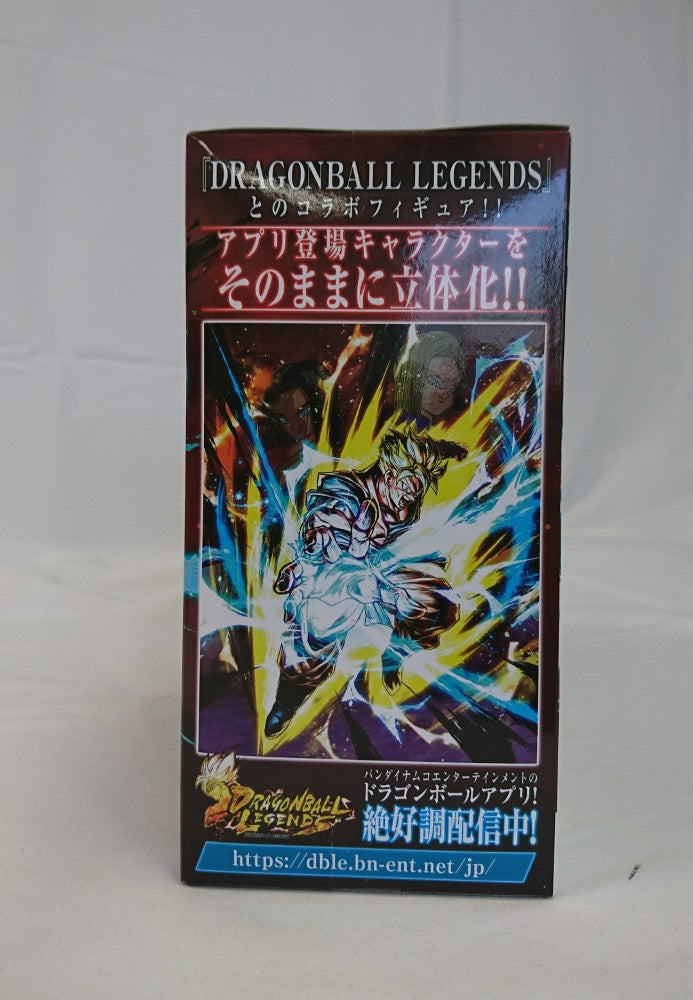 『DRAGONBALL LEGENDS』
とのコラボフィギュア!!
アプリ登場キャラクターを
そのままに立体化!!
DRAGONBALL
LEGENDS
バンダイナムコエンターテインメントの
ドラゴンボールアプリ!
絶好調配信中!
https://dble.bn-ent.net/jp/